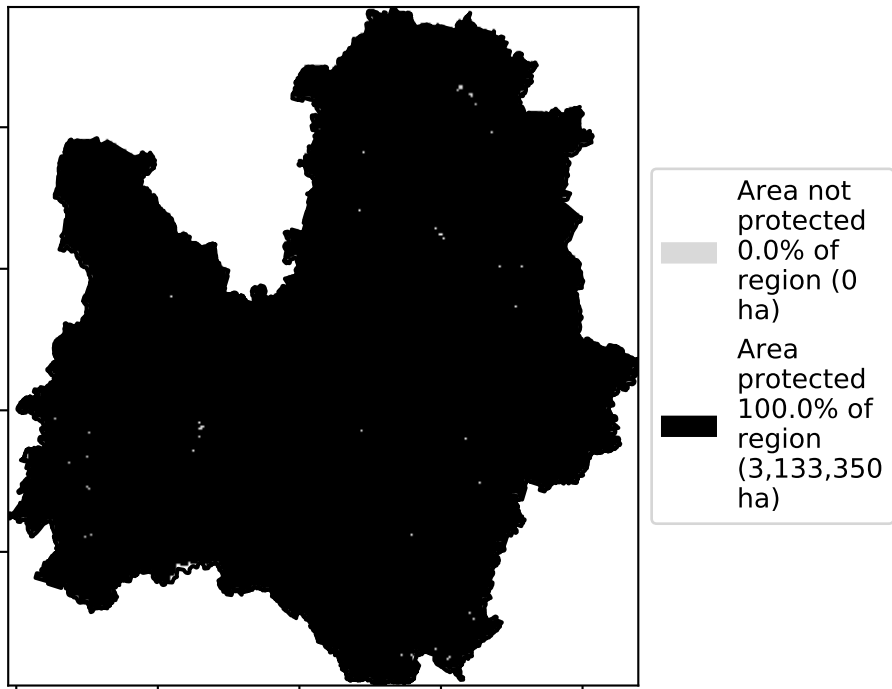 Area not
protected
0.0% of
region (0
ha)
Area
protected
100.0% of
region
(3,133,350
ha)